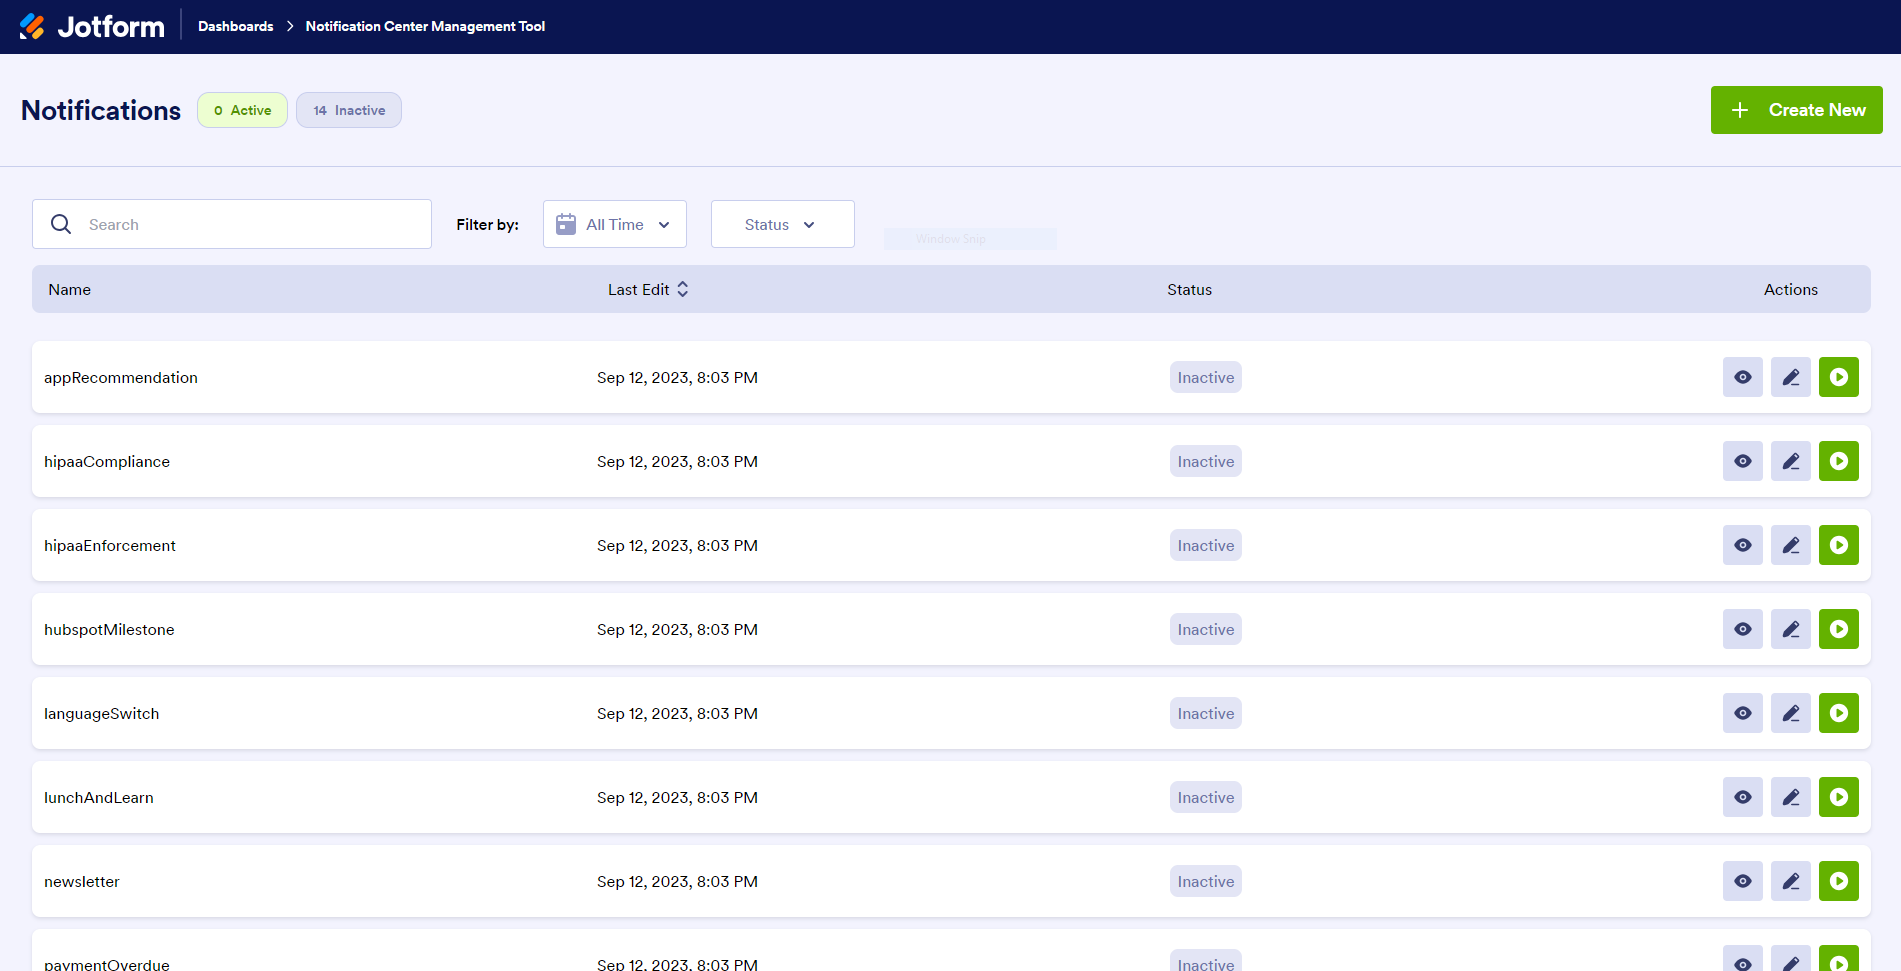 Jotform Dashboards > Notification Center Management Tool
Notifications 0 Active 14 Inactive + Create New
Search Filter by: All Time Status
Window Snip
Name Last Edit Status Actions
appRecommendation Sep 12, 2023, 8:03 PM Inactive
hipaaCompliance Sep 12, 2023, 8:03 PM Inactive
hipaaEnforcement Sep 12, 2023, 8:03 PM Inactive
hubspotMilestone Sep 12, 2023, 8:03 PM Inactive
languageSwitch Sep 12, 2023, 8:03 PM Inactive
lunchAndLearn Sep 12, 2023, 8:03 PM Inactive
newsletter Sep 12, 2023, 8:03 PM Inactive
paymentOverdue Sep 12, 2023, 8:03 PM Inactive